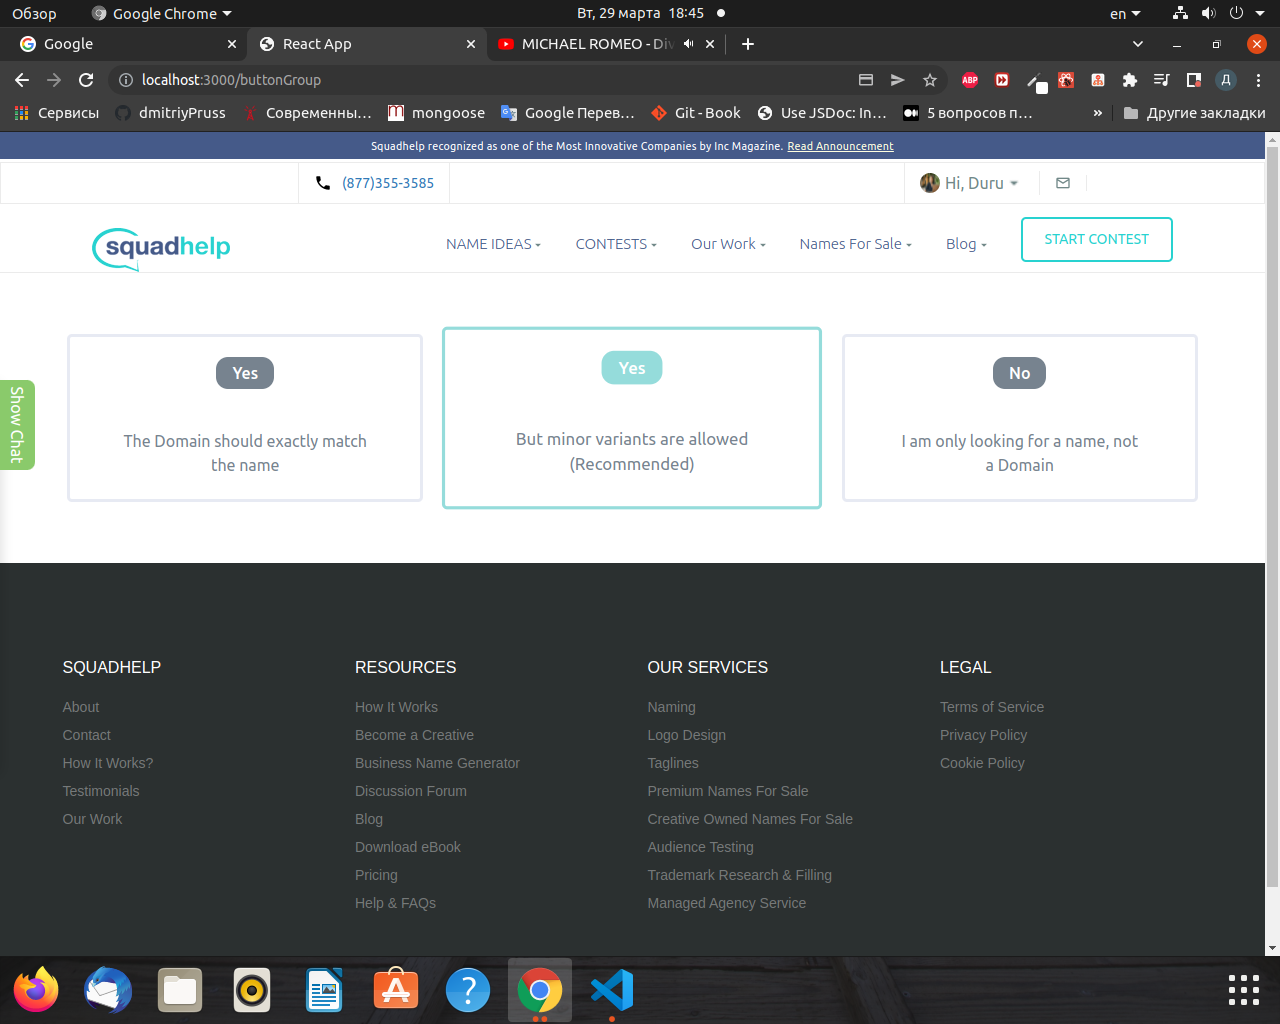 Обзор
Google Chrome
Вт, 29 марта 18:45
en
Google
React App
MICHAEL ROMEO - Div
localhost:3000/buttonGroup
ABP
Д
Сервисы
dmitriyPruss
Современны…
mongoose
Google Перев…
Git - Book
Use JSDoc: In…
5 вопросов п…
»
Другие закладки
Squadhelp recognized as one of the Most Innovative Companies by Inc Magazine. Read Announcement
(877)355-3585
Hi, Duru
squadhelp
NAME IDEAS
CONTESTS
Our Work
Names For Sale
Blog
START CONTEST
Show Chat
Yes
The Domain should exactly match
the name
Yes
But minor variants are allowed
(Recommended)
No
I am only looking for a name, not
a Domain
SQUADHELP
About
Contact
How It Works?
Testimonials
Our Work
RESOURCES
How It Works
Become a Creative
Business Name Generator
Discussion Forum
Blog
Download eBook
Pricing
Help & FAQs
OUR SERVICES
Naming
Logo Design
Taglines
Premium Names For Sale
Creative Owned Names For Sale
Audience Testing
Trademark Research & Filling
Managed Agency Service
LEGAL
Terms of Service
Privacy Policy
Cookie Policy